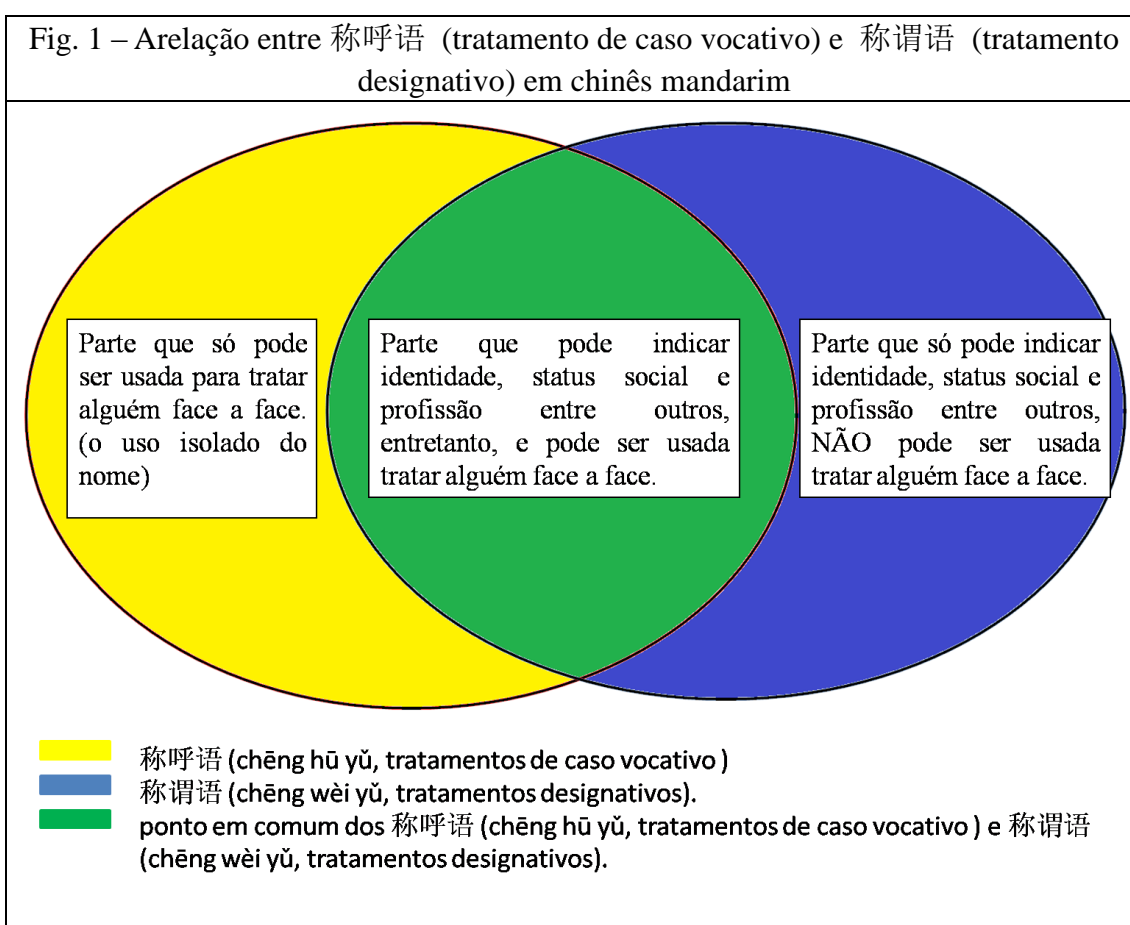 Fig. 1 – Arelação entre 称呼语 (tratamento de caso vocativo) e 称谓语 (tratamento
designativo) em chinês mandarim
Parte que só pode
ser usada para tratar
alguém face a face.
(o uso isolado do
nome)
Parte que pode indicar
identidade, status social e
profissão entre outros,
entretanto, e pode ser usada
tratar alguém face a face.
Parte que só pode indicar
identidade, status social e
profissão entre outros,
NÃO pode ser usada
tratar alguém face a face.
称呼语 (chēng hū yǔ, tratamentos de caso vocativo )
称谓语 (chēng wèi yǔ, tratamentos designativos).
ponto em comum dos 称呼语 (chēng hū yǔ, tratamentos de caso vocativo ) e 称谓语
(chēng wèi yǔ, tratamentos designativos).